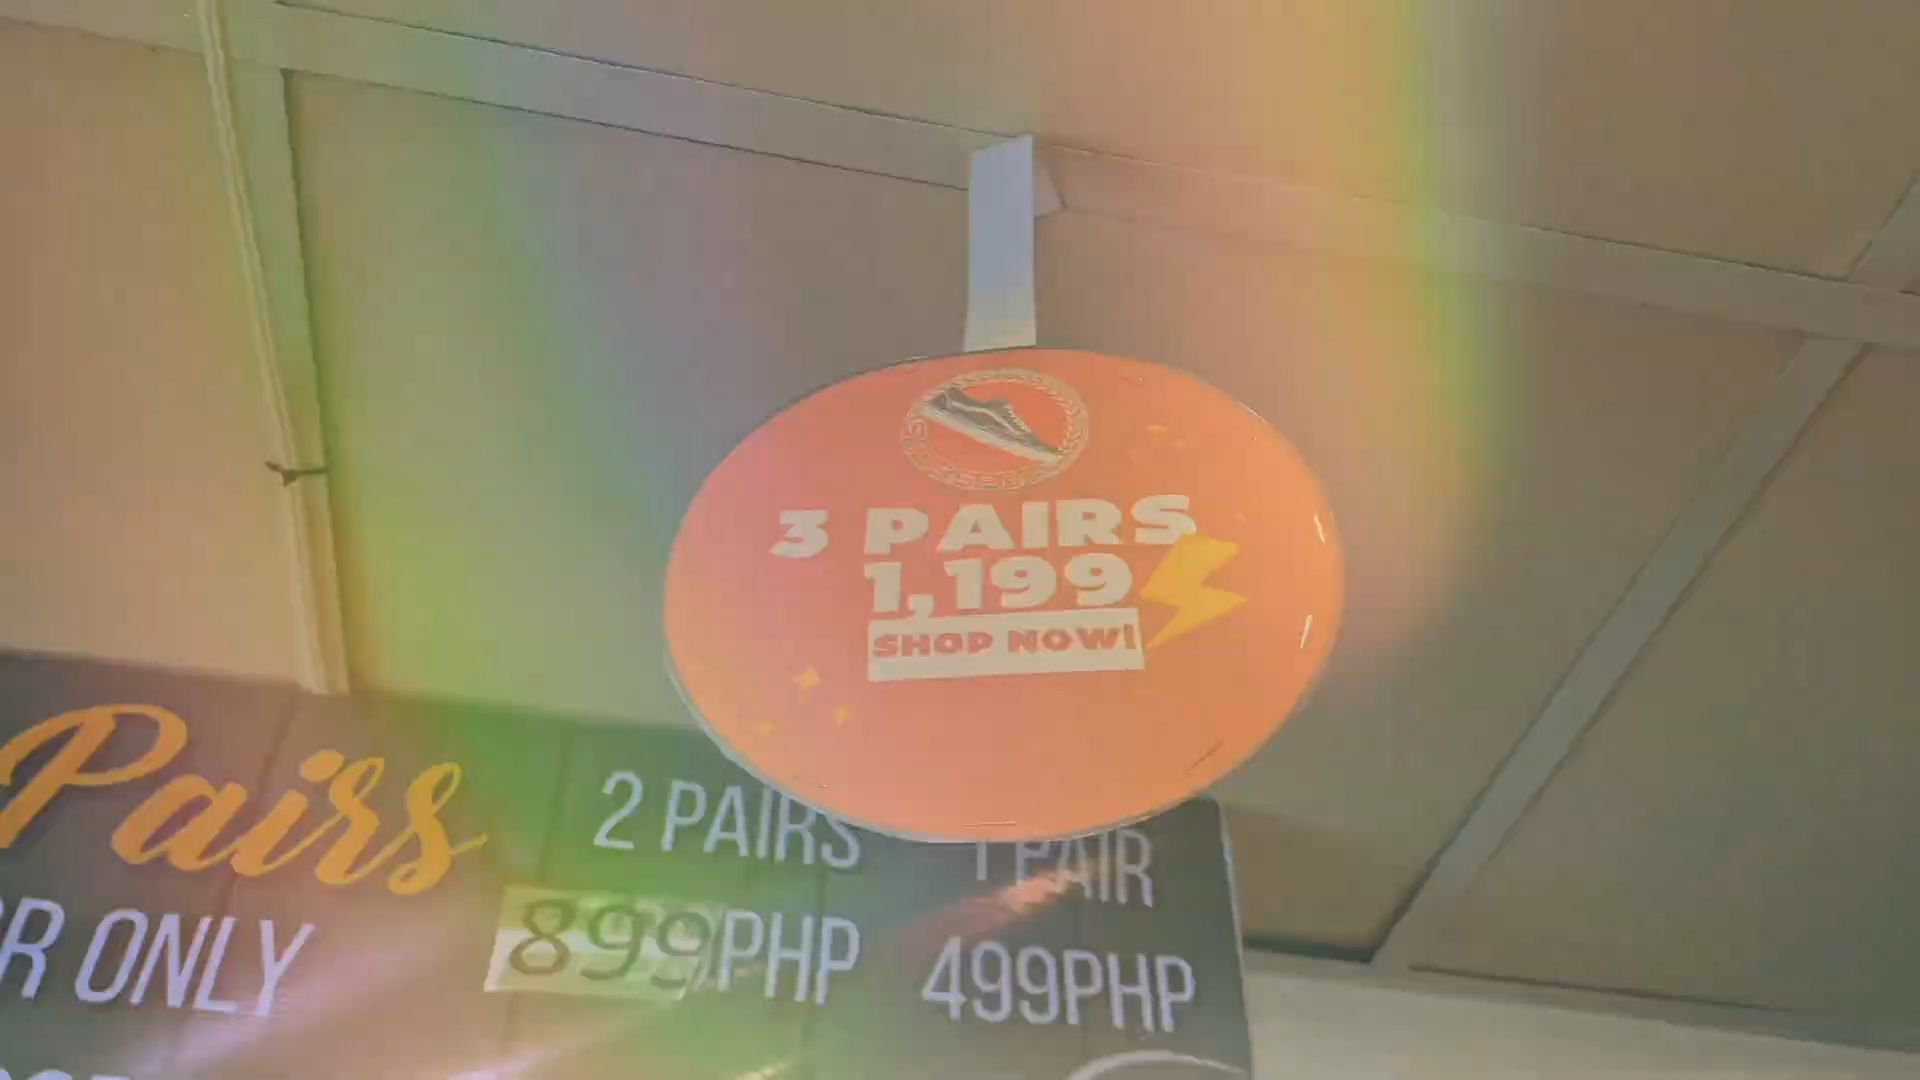 3 PAIRS
1,199
SHOP NOW!
Pairs
2 PAIRS
1 PAIR
R ONLY
899PHP
499PHP